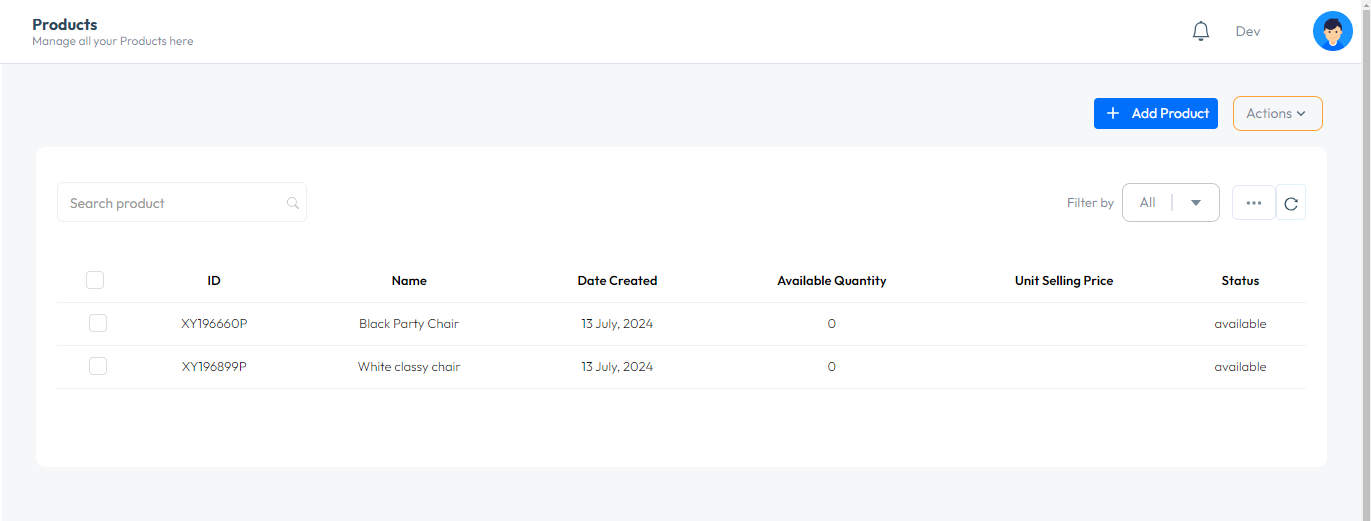 Products
Manage all your Products here
Dev
Add Product
Actions
Search product
Filter by All
ID Name Date Created Available Quantity Unit Selling Price Status
XY196660P Black Party Chair 13 July, 2024 0 available
XY196899P White classy chair 13 July, 2024 0 available